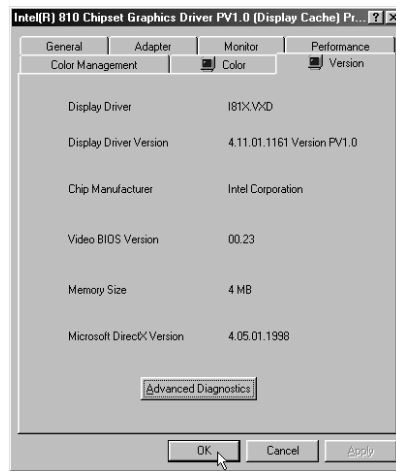 Intel(R) 810 Chipset Graphics Driver PV1.0 (Display Cache) Pr...
General Adapter Monitor Performance
Color Management Color Version
Display Driver I81X.VXD
Display Driver Version 4.11.01.1161 Version PV1.0
Chip Manufacturer Intel Corporation
Video BIOS Version 00.23
Memory Size 4 MB
Microsoft DirectX Version 4.05.01.1998
Advanced Diagnostics
OK Cancel Apply